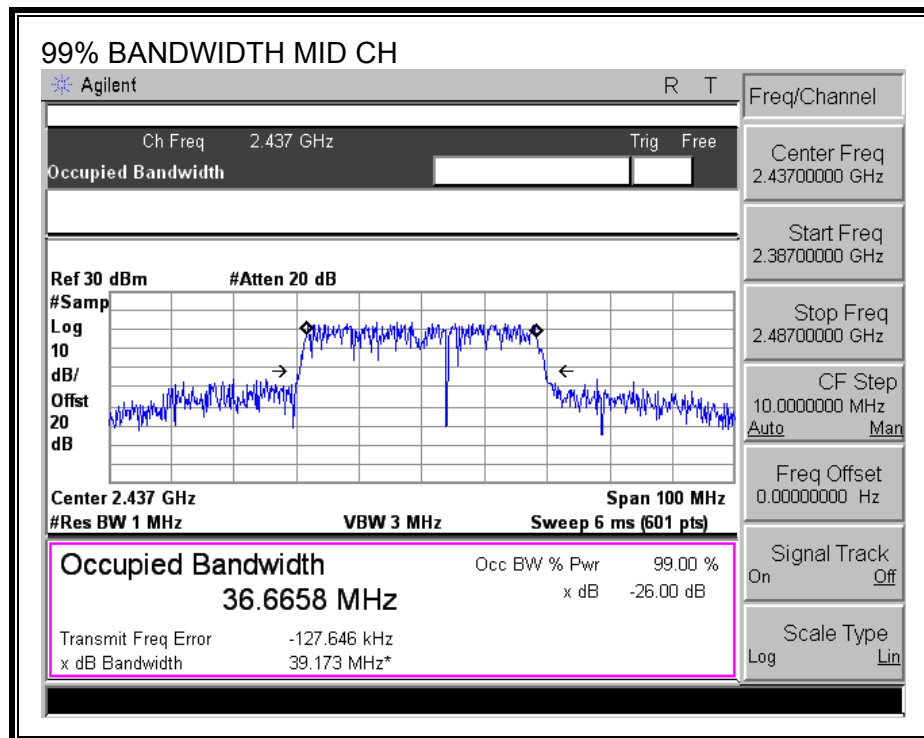 99% BANDWIDTH MID CH
Agilent R T
Ch Freq 2.437 GHz Trig Free
Occupied Bandwidth
Ref 30 dBm #Atten 20 dB
#Samp
Log
10
dB/
Offst
20
dB
Center 2.437 GHz Span 100 MHz
#Res BW 1 MHz VBW 3 MHz Sweep 6 ms (601 pts)
Occupied Bandwidth
36.6658 MHz
Occ BW % Pwr 99.00 %
x dB -26.00 dB
Transmit Freq Error -127.646 kHz
x dB Bandwidth 39.173 MHz*
Freq/Channel
Center Freq
2.43700000 GHz
Start Freq
2.38700000 GHz
Stop Freq
2.48700000 GHz
CF Step
10.0000000 MHz
Auto Man
Freq Offset
0.00000000 Hz
Signal Track
On Off
Scale Type
Log Lin